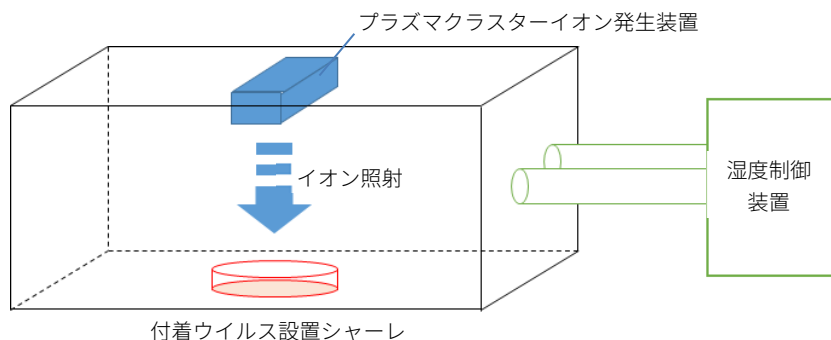 プラズマクラスターイオン発生装置
イオン照射
湿度制御
装置
付着ウイルス設置シャーレ